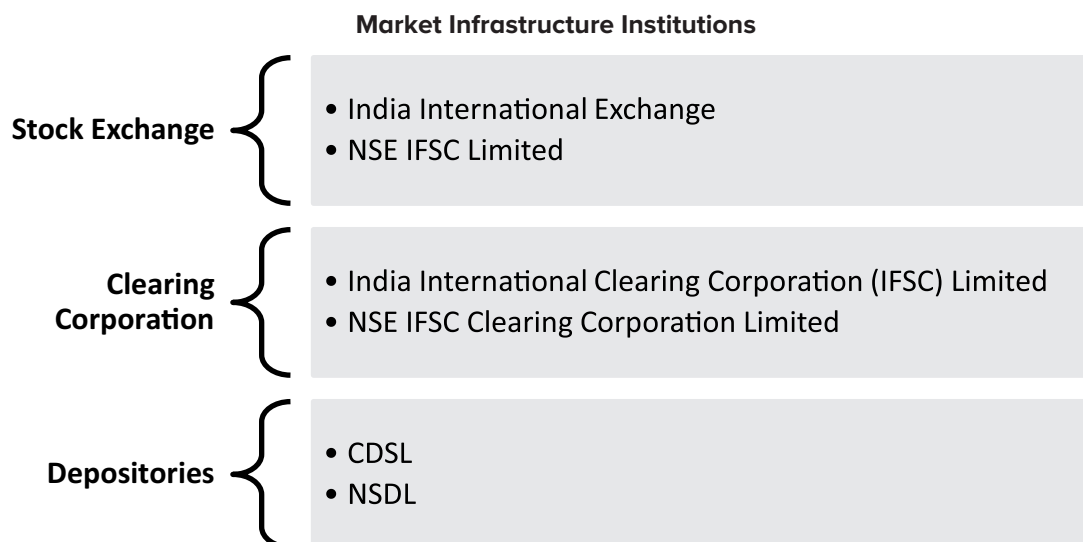 Market Infrastructure Institutions
Stock Exchange
• India International Exchange
• NSE IFSC Limited
Clearing
Corporation
• India International Clearing Corporation (IFSC) Limited
• NSE IFSC Clearing Corporation Limited
Depositories
• CDSL
• NSDL